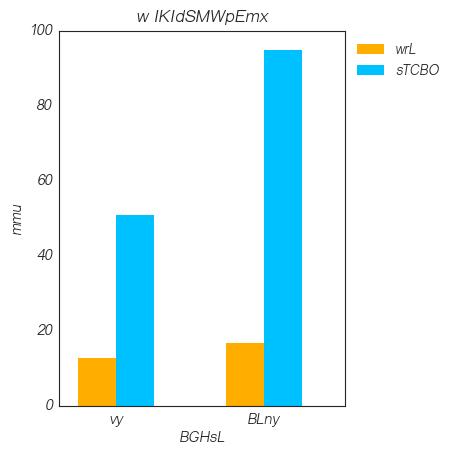 w IKIdSMWpEmx
100
80
60
40
20
0
mmu
vy
BLny
BGHsL
wrL
sTCBO